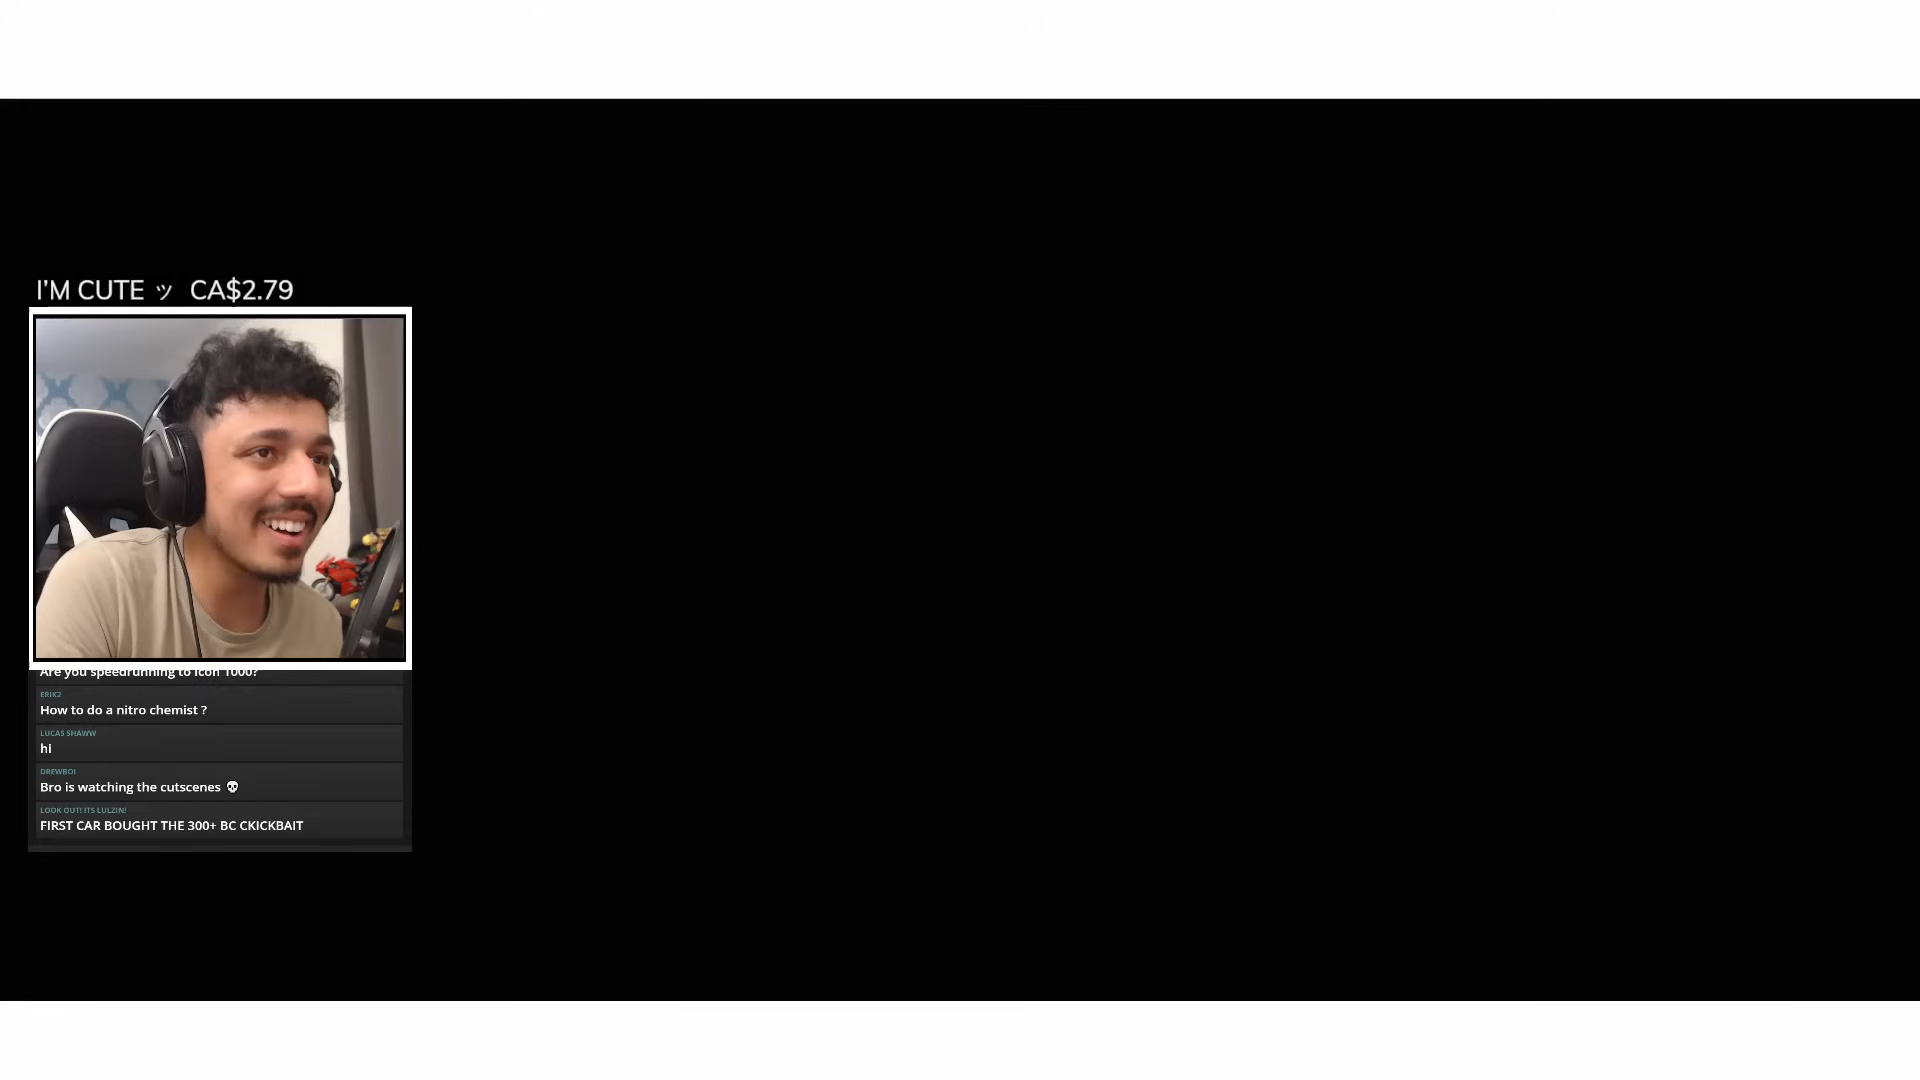 I'M CUTE ッ CA$2.79
Are you speedrunning to icon 1000?
ERIK2
How to do a nitro chemist ?
LUCAS SHAWW
hi
DREWBOI
Bro is watching the cutscenes 💀
LOOK OUT! ITS LULZIN!
FIRST CAR BOUGHT THE 300+ BC CKICKBAIT